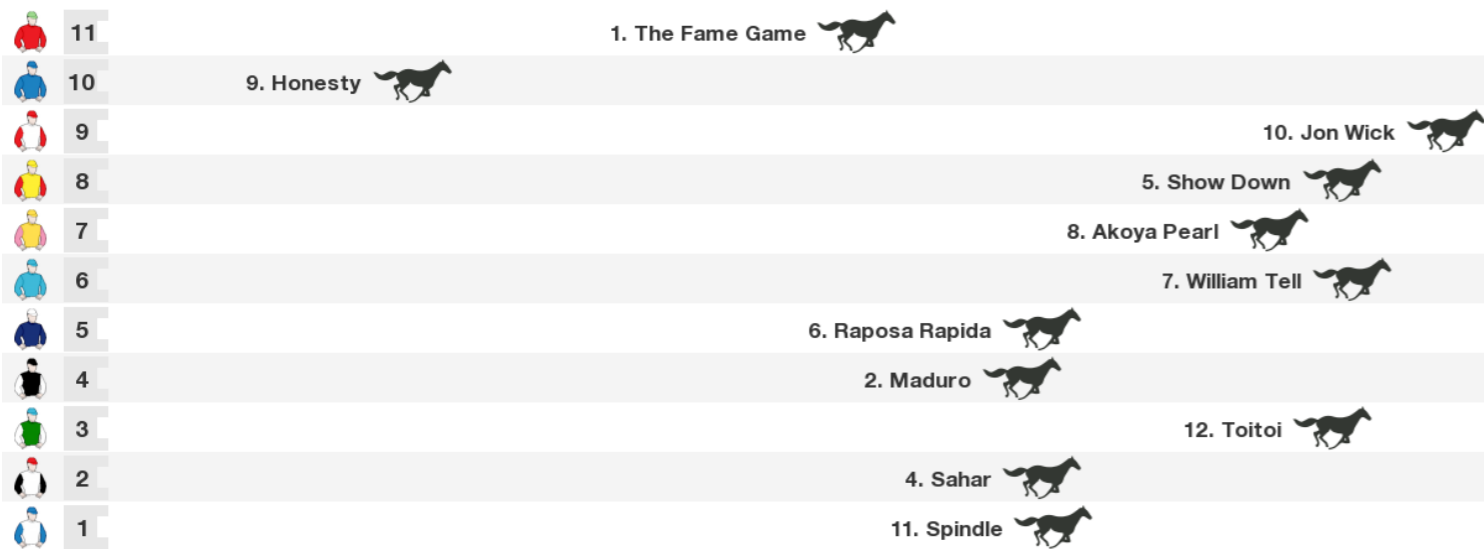 11 1. The Fame Game
10 9. Honesty
9 10. Jon Wick
8 5. Show Down
7 8. Akoya Pearl
6 7. William Tell
5 6. Raposa Rapida
4 2. Maduro
3 12. Toitoi
2 4. Sahar
1 11. Spindle